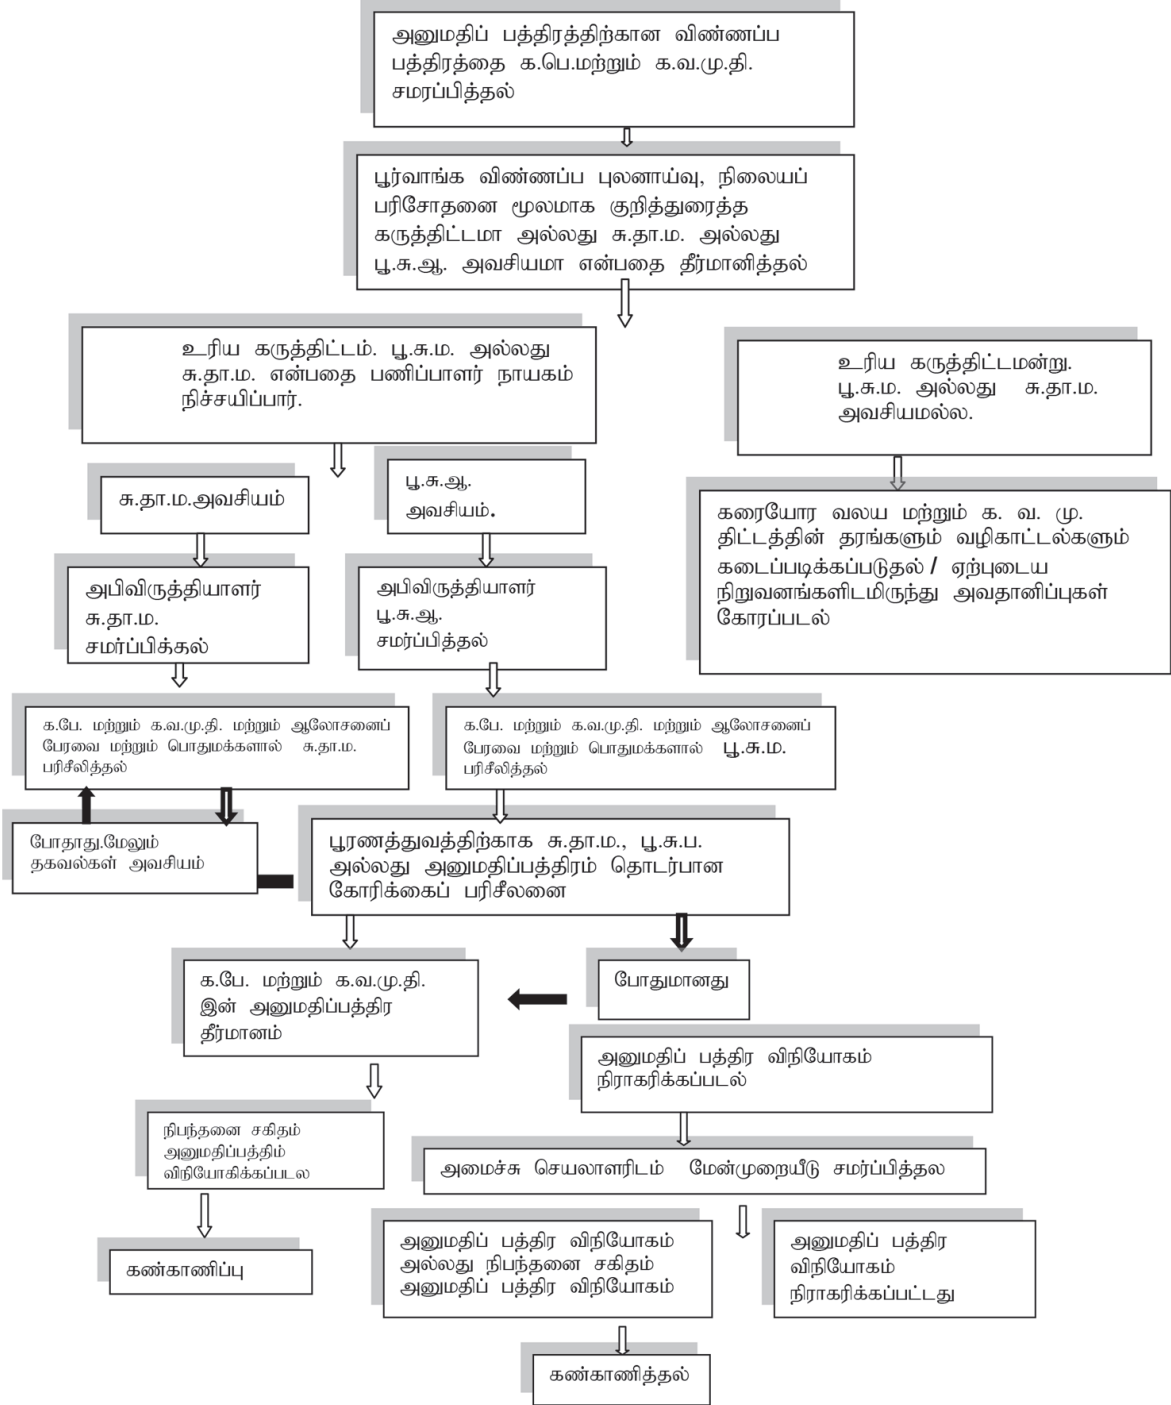 அனுமதிப் பத்திரத்திற்கான விண்ணப்ப
பத்திரத்தை க.பெ.மற்றும் க.வ.மு.தி.
சமரப்பித்தல்
பூர்வாங்க விண்ணப்ப புலனாய்வு, நிலையப்
பரிசோதனை மூலமாக குறித்துரைத்த
கருத்திட்டமா அல்லது சு.தா.ம. அல்லது
பூ.சு.ஆ. அவசியமா என்பதை தீர்மானித்தல்
உரிய கருத்திட்டம். பூ.சு.ம. அல்லது
சு.தா.ம. என்பதை பணிப்பாளர் நாயகம்
நிச்சயிப்பார்.
உரிய கருத்திட்டமன்று.
பூ.சு.ம. அல்லது சு.தா.ம.
அவசியமல்ல.
சு.தா.ம.அவசியம்
பூ.சு.ஆ.
அவசியம்.
கரையோர வலய மற்றும் க. வ. மு.
திட்டத்தின் தரங்களும் வழிகாட்டல்களும்
கடைப்படிக்கப்படுதல் / ஏற்புடைய
நிறுவனங்களிடமிருந்து அவதானிப்புகள்
கோரப்படல்
அபிவிருத்தியாளர்
சு.தா.ம.
சமர்ப்பிக்கல்
அபிவிருத்தியாளர்
பூ.சு.ஆ.
சமர்ப்பித்தல்
க.பே. மற்றும் க.வ.மு.தி. மற்றும் ஆலோசனைப்
பேரவை மற்றும் பொதுமக்களால் சு.தா.ம.
பரிசீலித்தல்
க.பே. மற்றும் க.வ.மு.தி. மற்றும் ஆலோசனைப்
பேரவை மற்றும் பொதுமக்களால் பூ.சு.ம.
பரிசீலித்தல்
போதாது.மேலும்
தகவல்கள் அவசியம்
பூரணத்துவத்திற்காக சு.தா.ம., பூ.சு.ப.
அல்லது அனுமதிப்பத்திரம் தொடர்பான
கோரிக்கைப் பரிசீலனை
க.பே. மற்றும் க.வ.மு.தி.
இன் அனுமதிப்பத்திர
தீர்மானம்
போதுமானது
அனுமதிப் பத்திர விநியோகம்
நிராகரிக்கப்படல்
நிபந்தனை சகிதம்
அனுமதிப்பத்திம்
விநியோகிக்கப்படல
அமைச்சு செயலாளரிடம் மேன்முறையீடு சமர்ப்பித்தல
கண்காணிப்பு
அனுமதிப் பத்திர விநியோகம்
அல்லது நிபந்தனை சகிதம்
அனுமதிப் பத்திர விநியோகம்
அனுமதிப் பத்திர
விநியோகம்
நிராகரிக்கப்பட்டது
கண்காணித்தல்